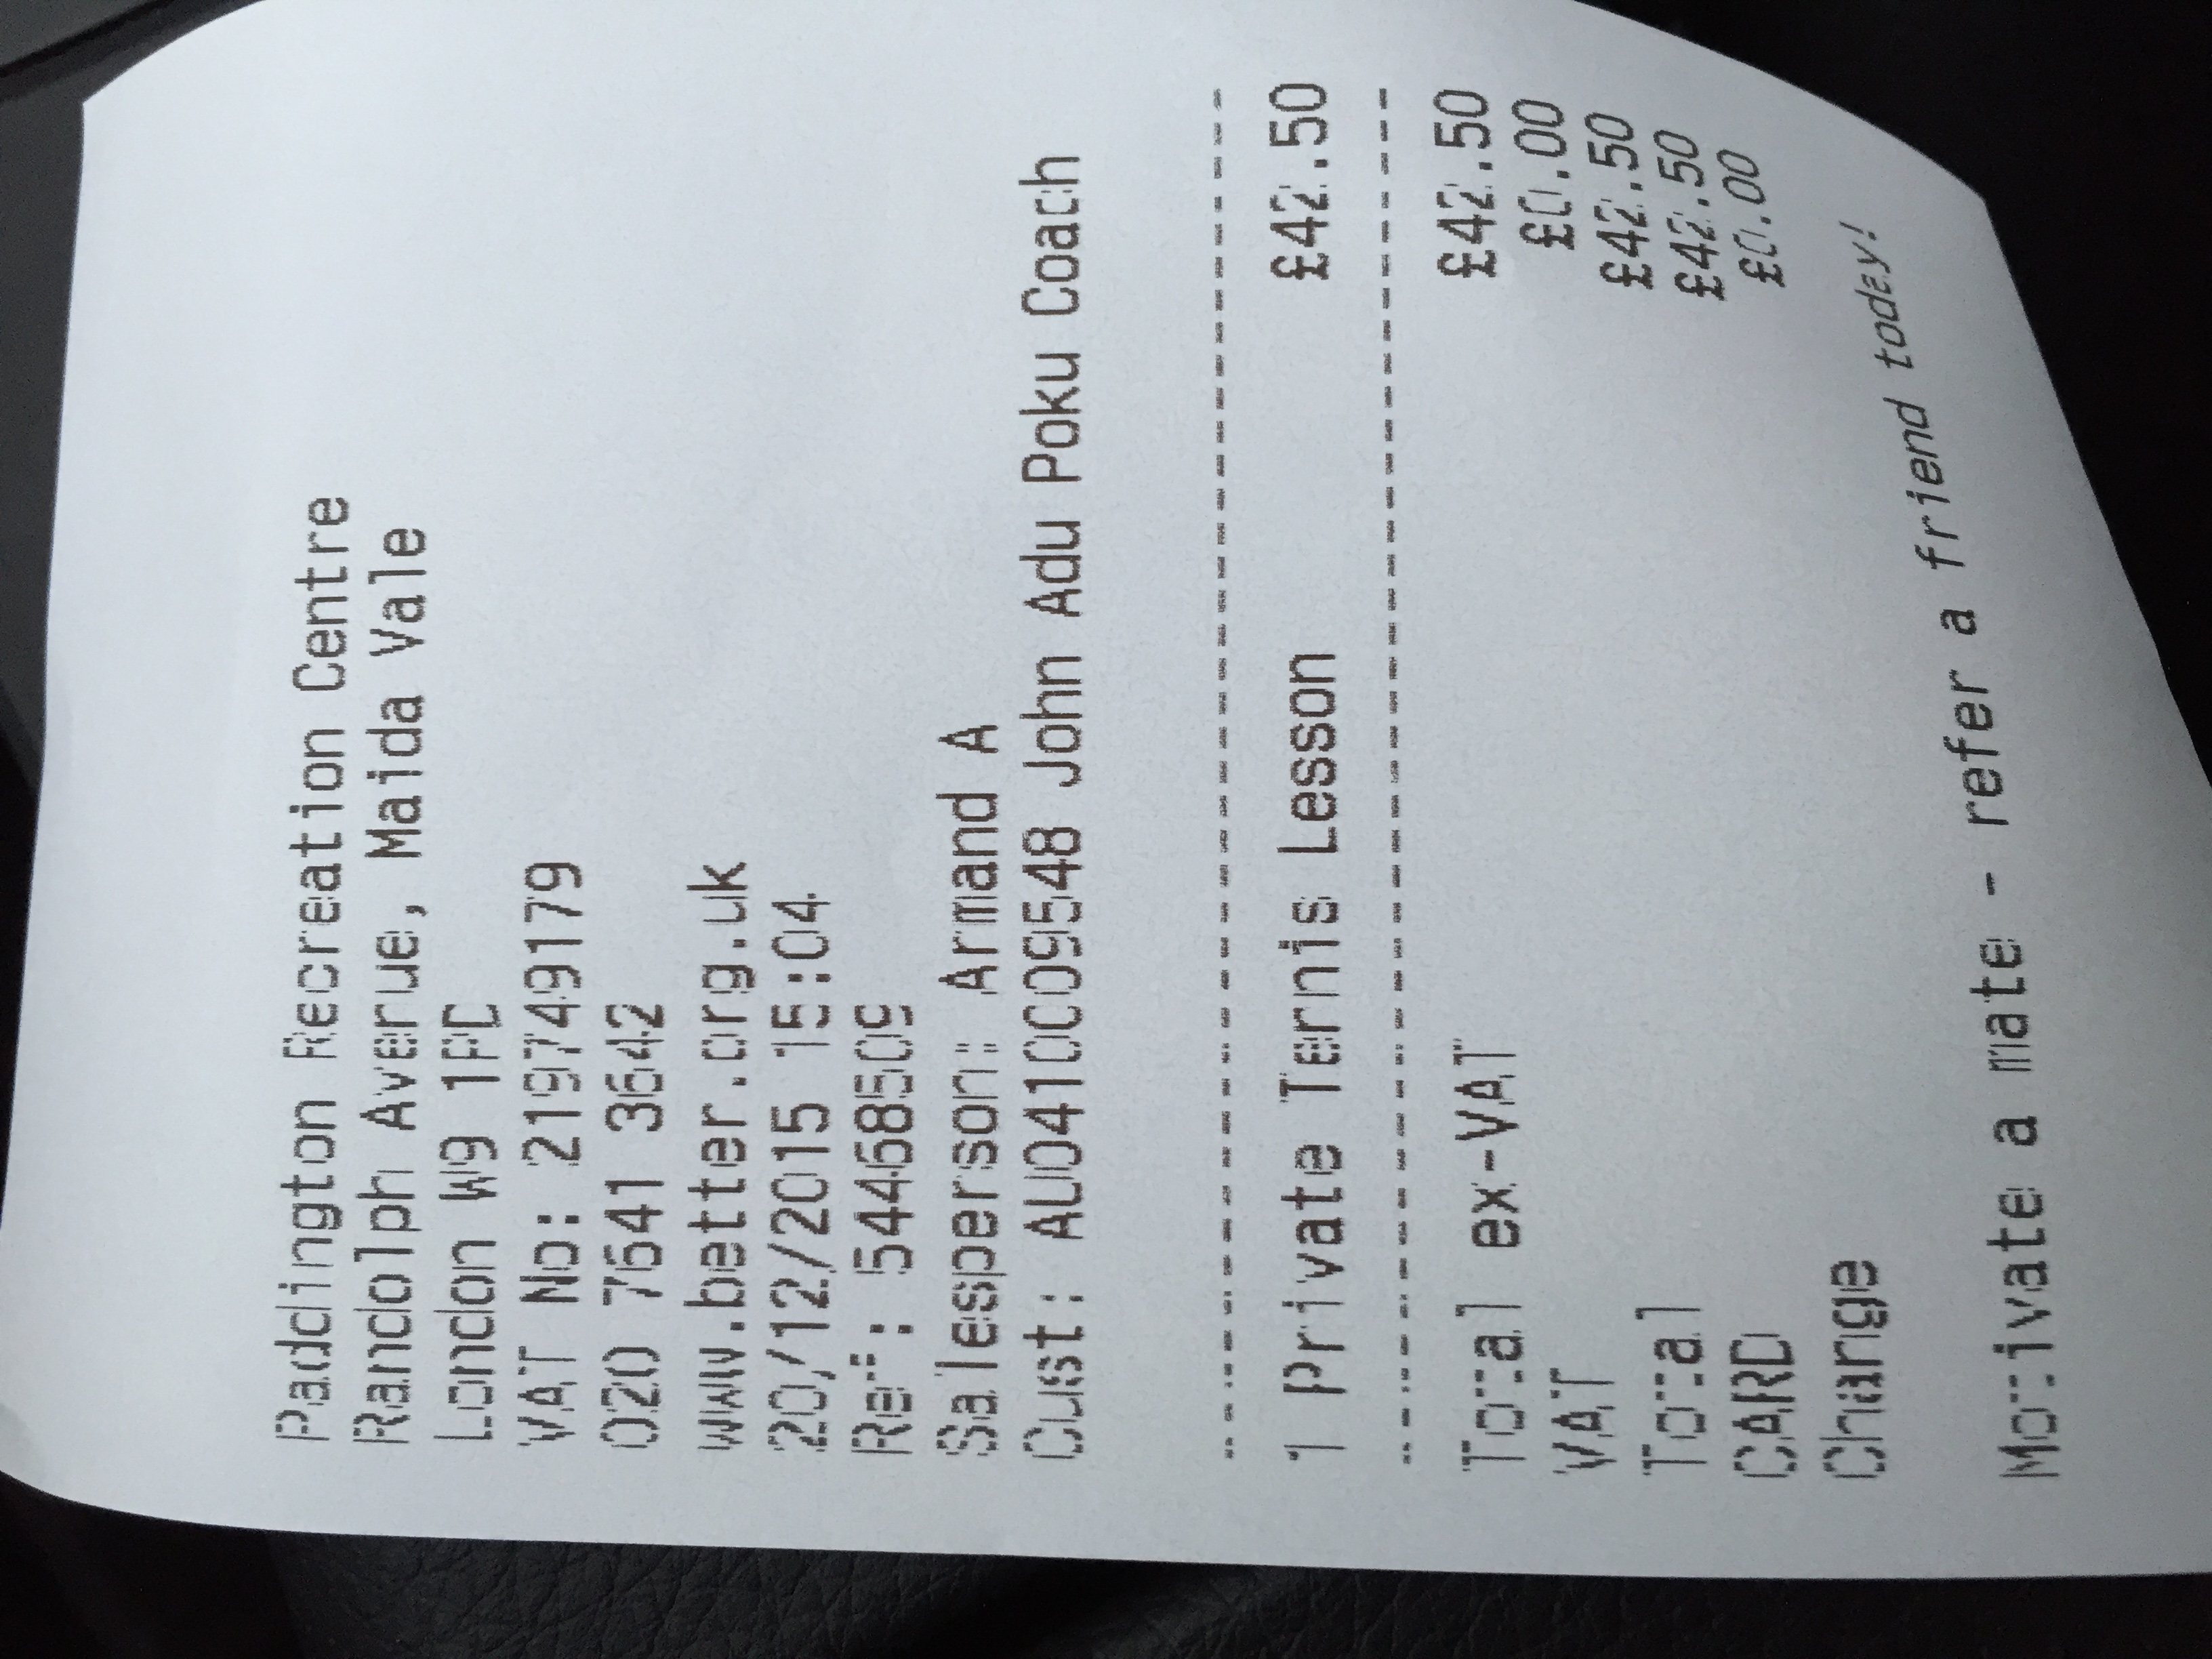 Paddington Recreation Centre
Randolph Avenue, Maida Vale
London W9 1PD
VAT No: 219749179
020 7641 3642
www.better.org.uk
20/12/2015 15:04
Ref: 54468509
Salesperson: Armand A
Cust: AU0410009548 John Adu Poku Coach
1 Private Tennis Lesson £42.50
Total ex-VAT £42.50
VAT £0.00
Total £42.50
CARD £42.50
Change £0.00
Motivate a mate - refer a friend today!